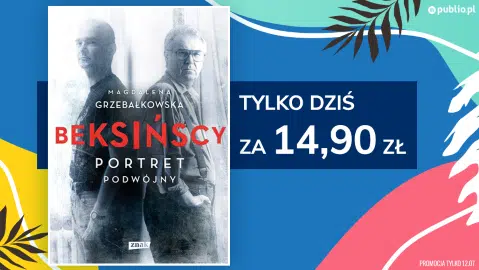 publio.pl
MAGDALENA
GRZEBAŁKOWSKA
BEKSIŃSCY
PORTRET
PODWÓJNY
znak
TYLKO DZIŚ
ZA 14,90 ZŁ
PROMOCJA TYLKO 12.07